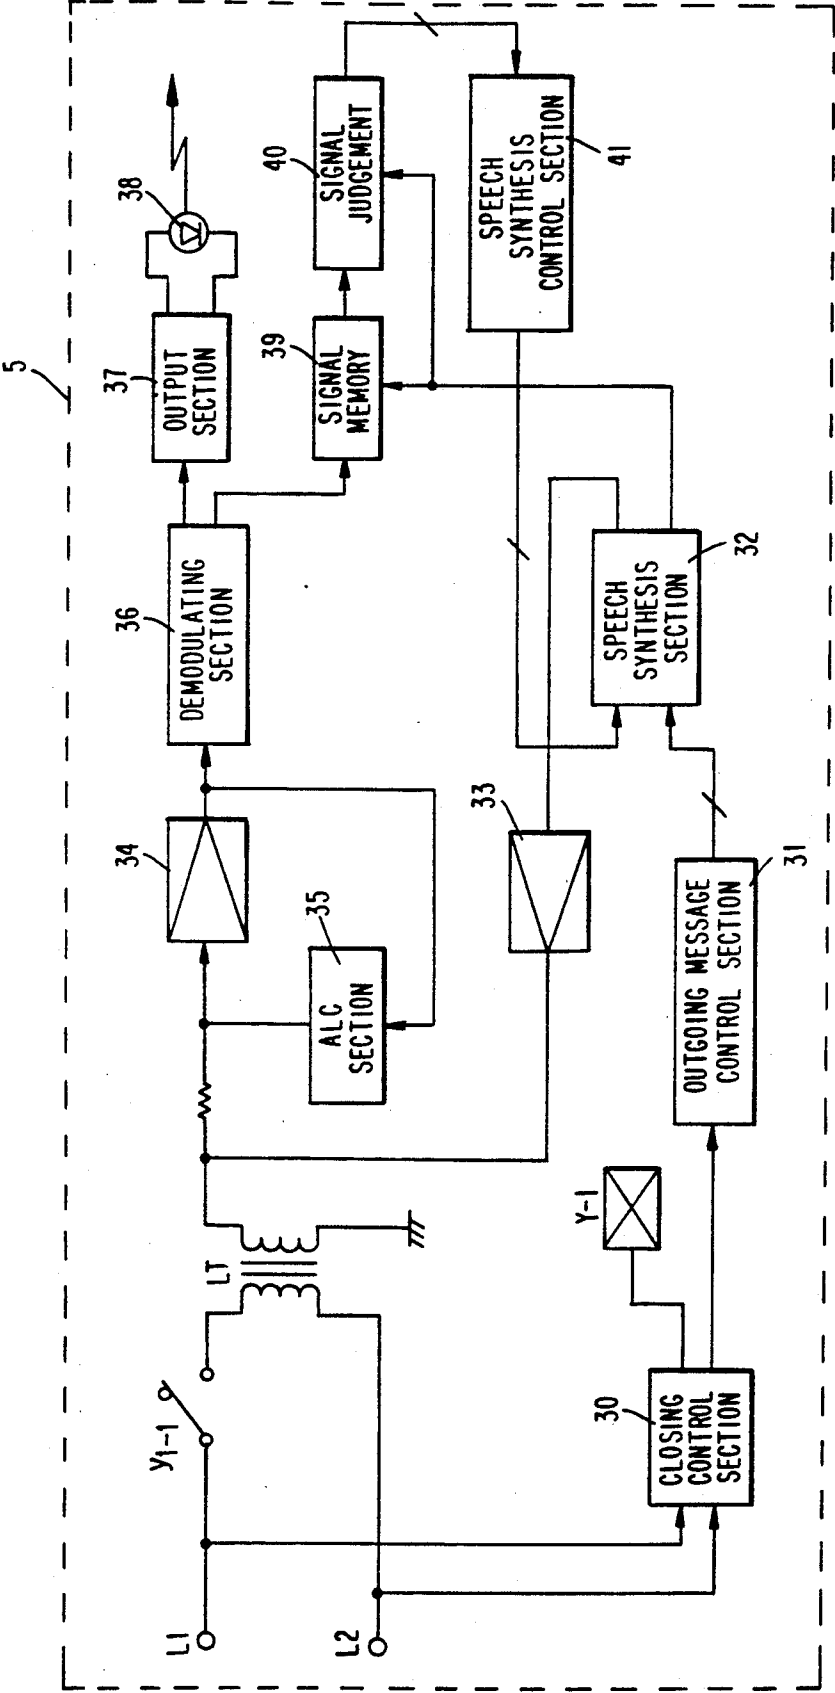 5
L1
L2
Y1-1
LT
34
35
ALC
SECTION
36
DEMODULATING
SECTION
37
OUTPUT
SECTION
38
39
SIGNAL
MEMORY
40
SIGNAL
JUDGEMENT
33
SPEECH
SYNTHESIS
CONTROL SECTION
41
SPEECH
SYNTHESIS
SECTION
32
Y-1
30
CLOSING
CONTROL
SECTION
OUTGOING MESSAGE
CONTROL SECTION
31